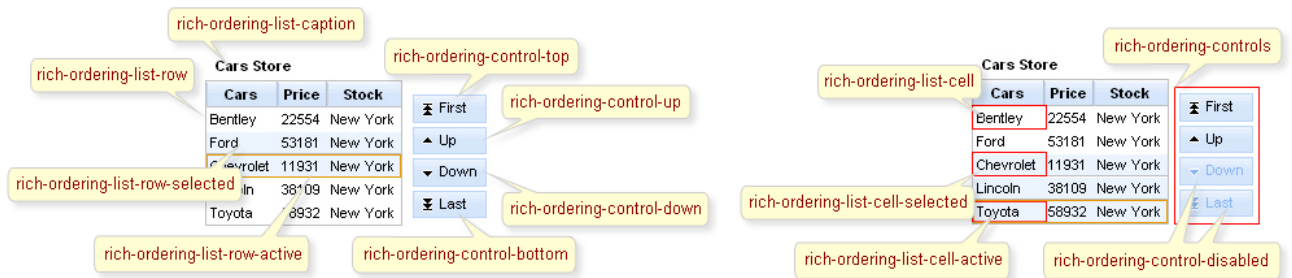 rich-ordering-list-caption
rich-ordering-list-row
Cars Store
rich-ordering-control-top
Cars Price Stock
Bentley 22554 New York
Ford 53181 New York
Chevrolet 11931 New York
38109 New York
Toyota New York
First
Up
Down
Last
rich-ordering-control-up
rich-ordering-list-row-selected
rich-ordering-control-down
rich-ordering-list-row-active
rich-ordering-control-bottom
rich-ordering-controls
Cars Store
rich-ordering-list-cell
Cars Price Stock
Bentley 22554 New York
Ford 53181 New York
Chevrolet 11931 New York
Lincoln 38109 New York
Toyota 58932 New York
First
Up
Down
Last
rich-ordering-list-cell-selected
rich-ordering-list-cell-active
rich-ordering-control-disabled